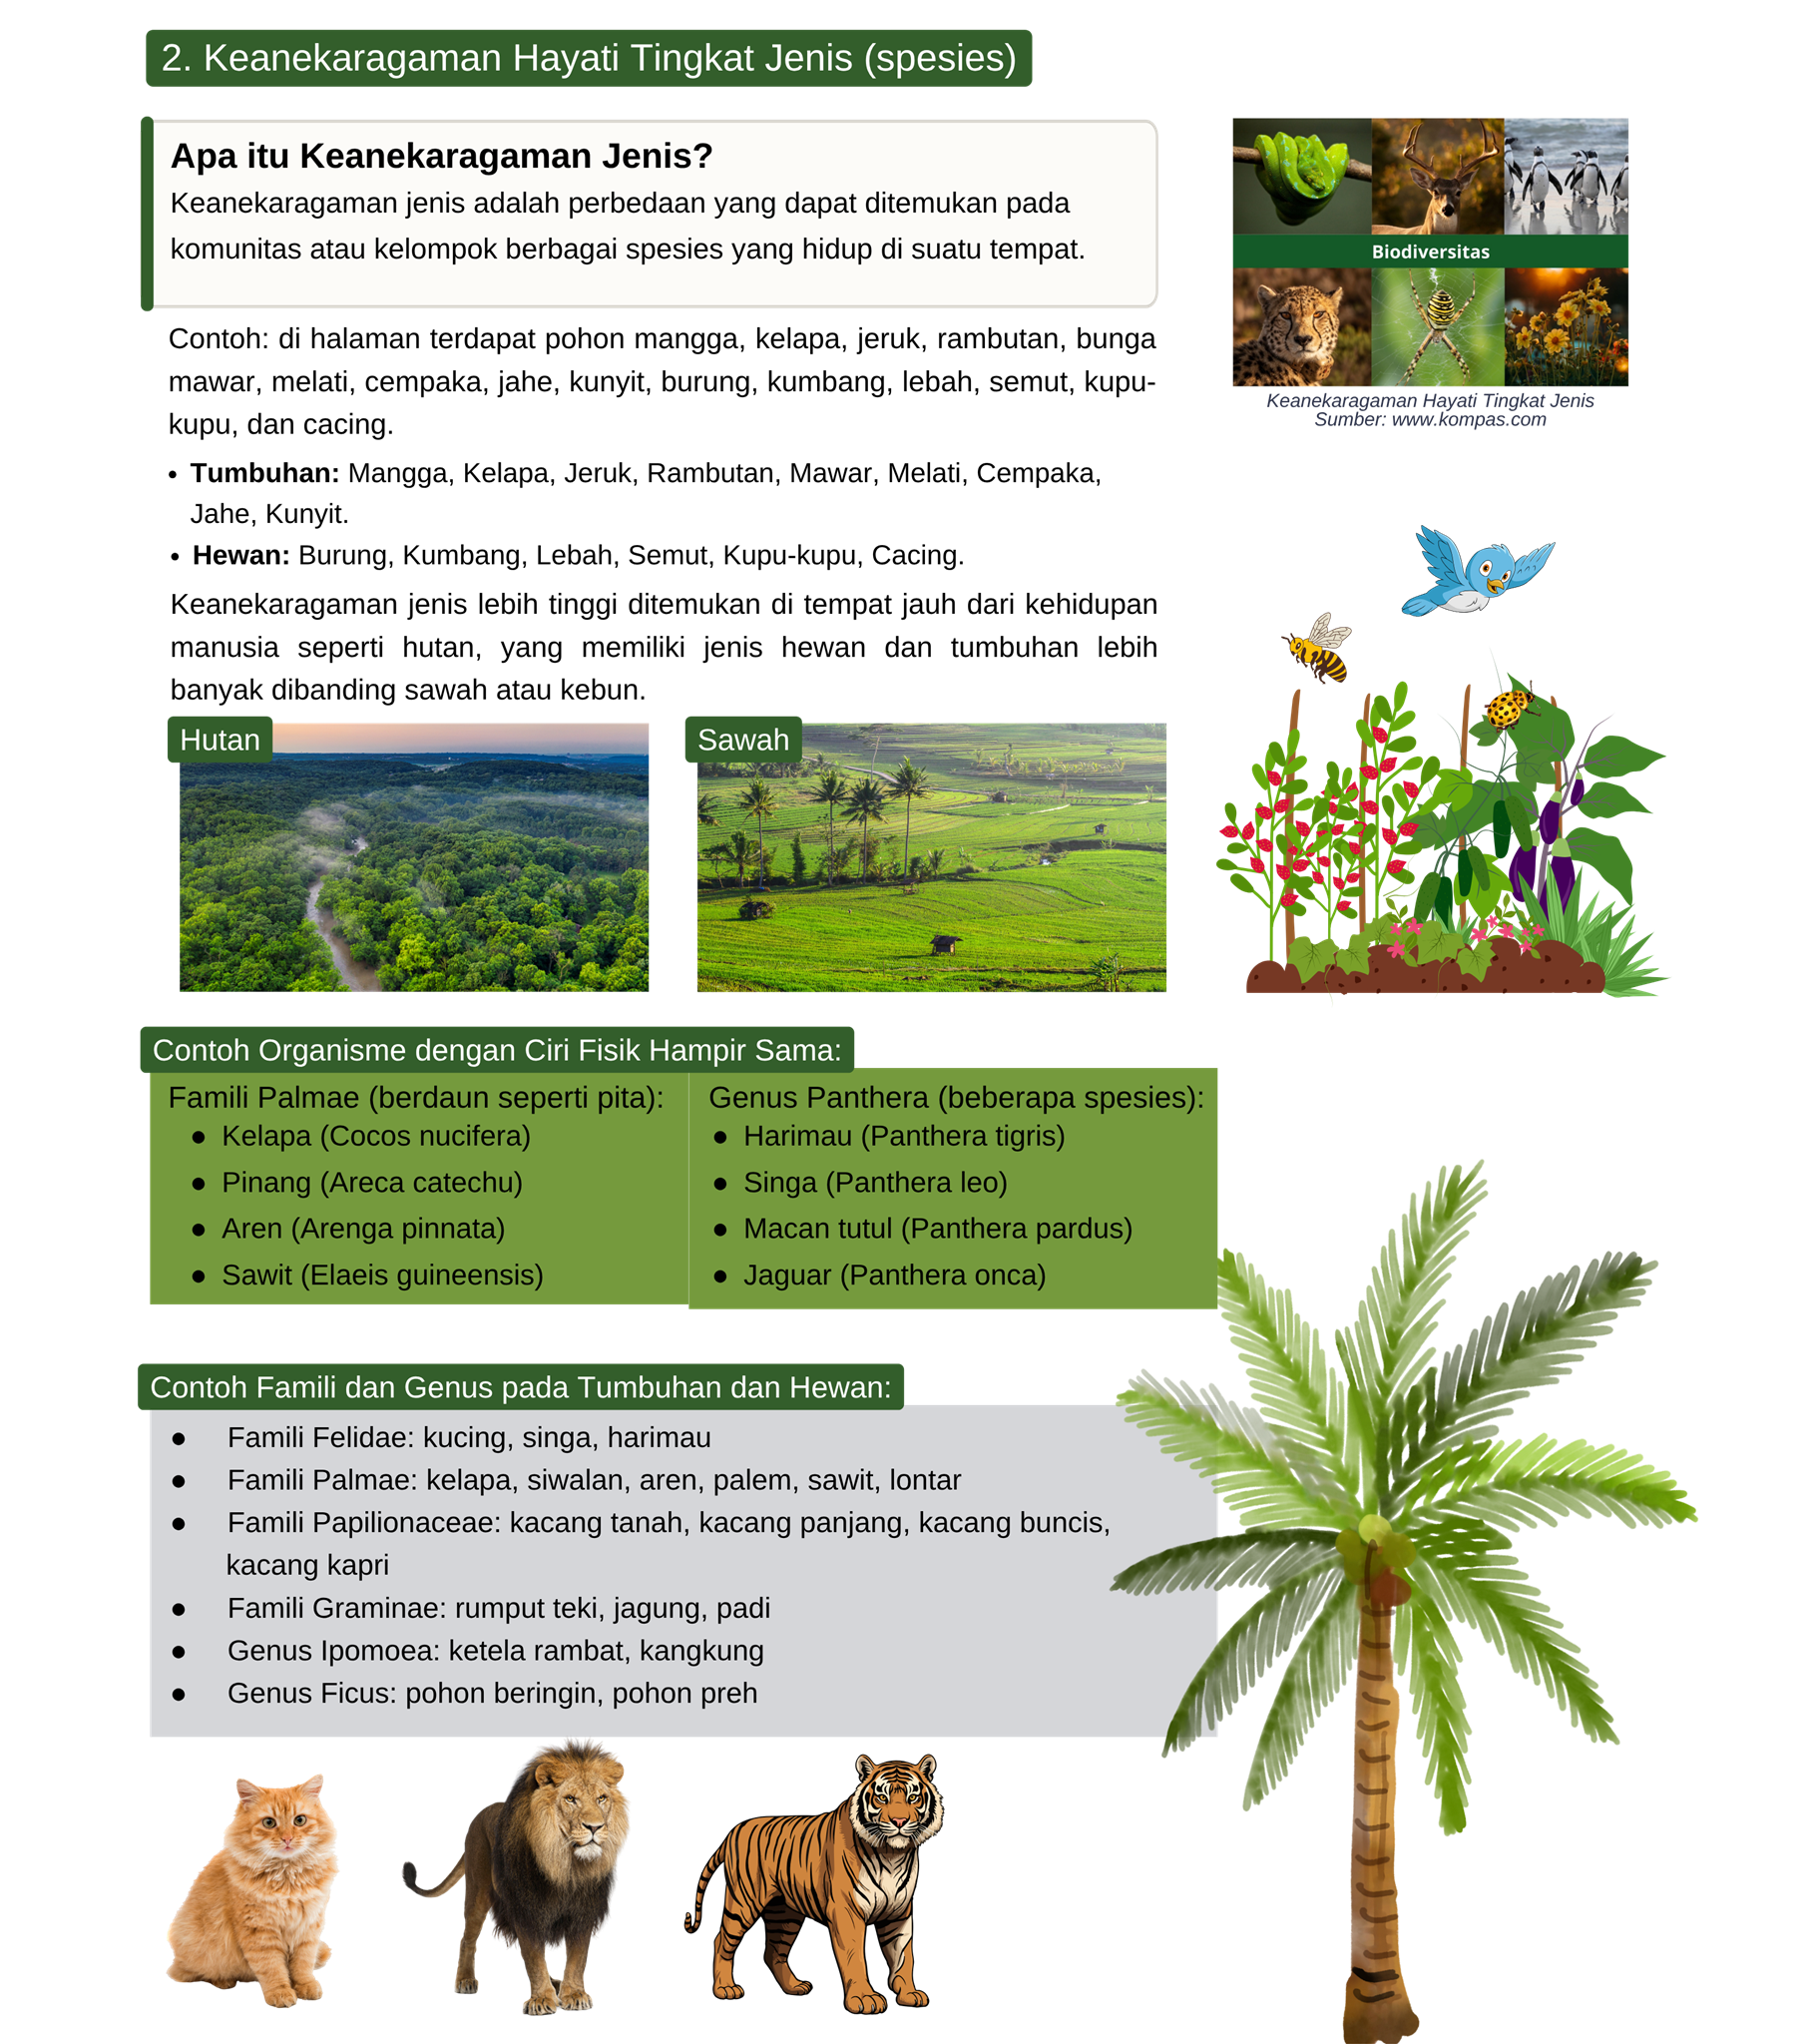 2. Keanekaragaman Hayati Tingkat Jenis (spesies)
Apa itu Keanekaragaman Jenis?
Keanekaragaman jenis adalah perbedaan yang dapat ditemukan pada
komunitas atau kelompok berbagai spesies yang hidup di suatu tempat.
Biodiversitas
Keanekaragaman Hayati Tingkat Jenis
Sumber: www.kompas.com
Contoh: di halaman terdapat pohon mangga, kelapa, jeruk, rambutan, bunga
mawar, melati, cempaka, jahe, kunyit, burung, kumbang, lebah, semut, kupu-
kupu, dan cacing.
• Tumbuhan: Mangga, Kelapa, Jeruk, Rambutan, Mawar, Melati, Cempaka,
Jahe, Kunyit.
• Hewan: Burung, Kumbang, Lebah, Semut, Kupu-kupu, Cacing.
Keanekaragaman jenis lebih tinggi ditemukan di tempat jauh dari kehidupan
manusia seperti hutan, yang memiliki jenis hewan dan tumbuhan lebih
banyak dibanding sawah atau kebun.
Hutan
Sawah
Contoh Organisme dengan Ciri Fisik Hampir Sama:
Famili Palmae (berdaun seperti pita):
● Kelapa (Cocos nucifera)
● Pinang (Areca catechu)
● Aren (Arenga pinnata)
● Sawit (Elaeis guineensis)
Genus Panthera (beberapa spesies):
● Harimau (Panthera tigris)
● Singa (Panthera leo)
● Macan tutul (Panthera pardus)
● Jaguar (Panthera onca)
Contoh Famili dan Genus pada Tumbuhan dan Hewan:
● Famili Felidae: kucing, singa, harimau
● Famili Palmae: kelapa, siwalan, aren, palem, sawit, lontar
● Famili Papilionaceae: kacang tanah, kacang panjang, kacang buncis,
kacang kapri
● Famili Graminae: rumput teki, jagung, padi
● Genus Ipomoea: ketela rambat, kangkung
● Genus Ficus: pohon beringin, pohon preh